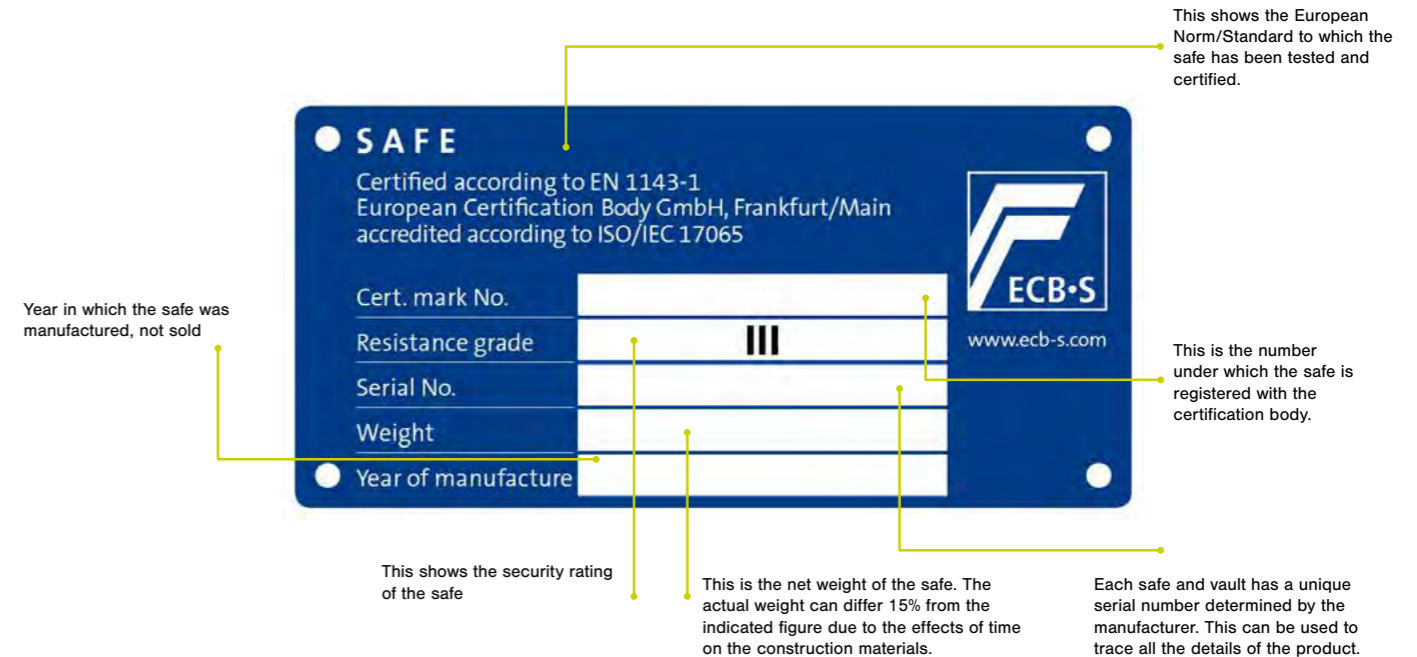 This shows the European
Norm/Standard to which the
safe has been tested and
certified.
SAFE
Certified according to EN 1143-1
European Certification Body GmbH, Frankfurt/Main
accredited according to ISO/IEC 17065
ECB•S
www.ecb-s.com
Cert. mark No.
Resistance grade III
Serial No.
Weight
Year of manufacture
Year in which the safe was
manufactured, not sold
This is the number
under which the safe is
registered with the
certification body.
This shows the security rating
of the safe
This is the net weight of the safe. The
actual weight can differ 15% from the
indicated figure due to the effects of time
on the construction materials.
Each safe and vault has a unique
serial number determined by the
manufacturer. This can be used to
trace all the details of the product.